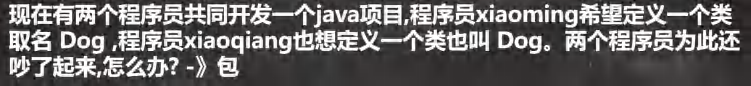 现在有两个程序员共同开发一个java项目,程序员xiaoming希望定义一个类
取名 Dog ,程序员xiaoqiang也想定义一个类也叫 Dog。两个程序员为此还
吵了起来,怎么办? -》包